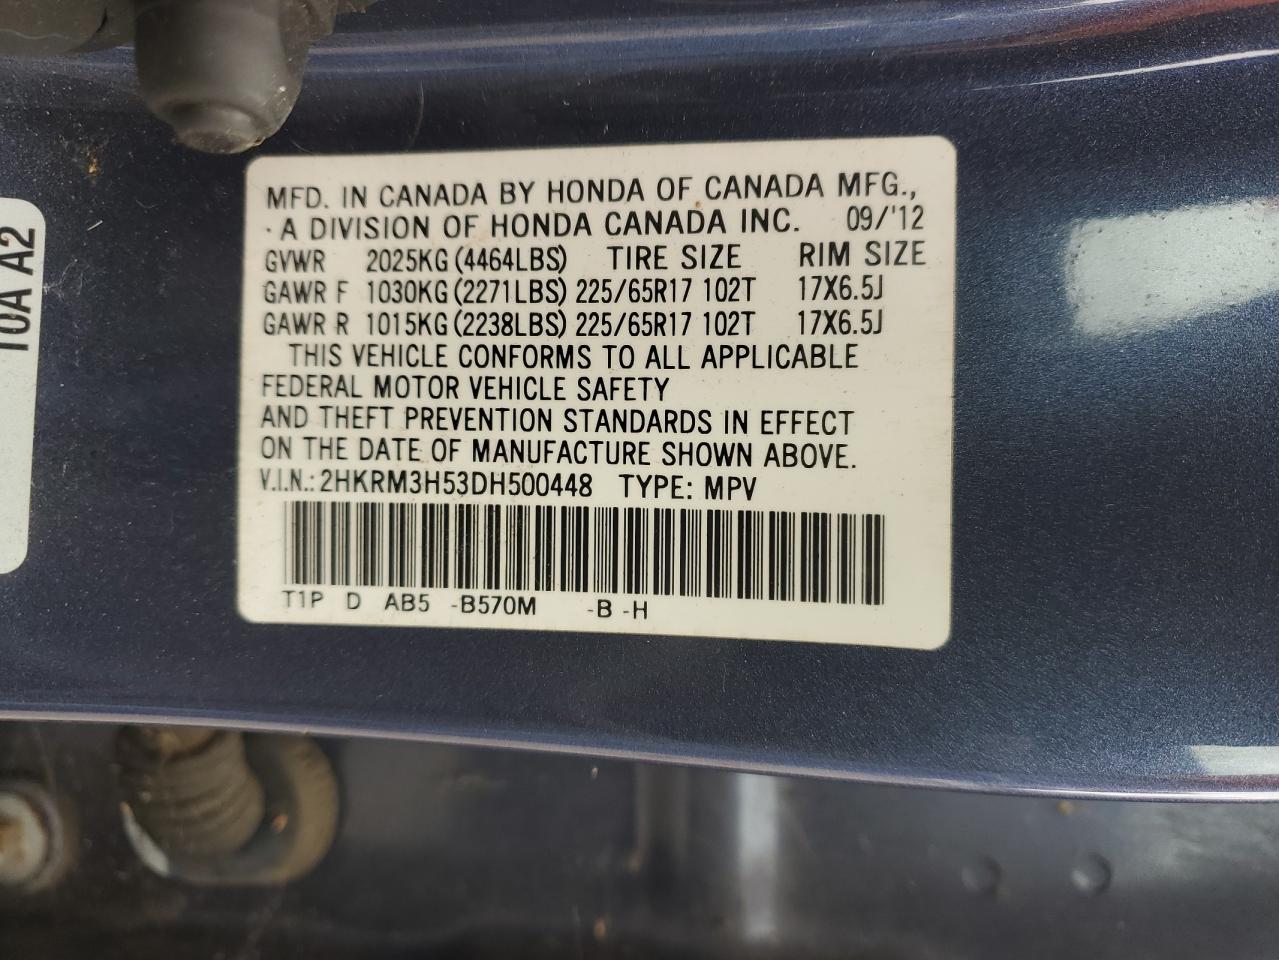 MFD. IN CANADA BY HONDA OF CANADA MFG.,
A DIVISION OF HONDA CANADA INC. 09/'12
GVWR 2025KG (4464LBS) TIRE SIZE RIM SIZE
GAWR F 1030KG (2271LBS) 225/65R17 102T 17X6.5J
GAWR R 1015KG (2238LBS) 225/65R17 102T 17X6.5J
THIS VEHICLE CONFORMS TO ALL APPLICABLE
FEDERAL MOTOR VEHICLE SAFETY
AND THEFT PREVENTION STANDARDS IN EFFECT
ON THE DATE OF MANUFACTURE SHOWN ABOVE.
V.I.N.: 2HKRM3H53DH500448 TYPE: MPV
T1P D AB5 -B570M -B -H
10A A2